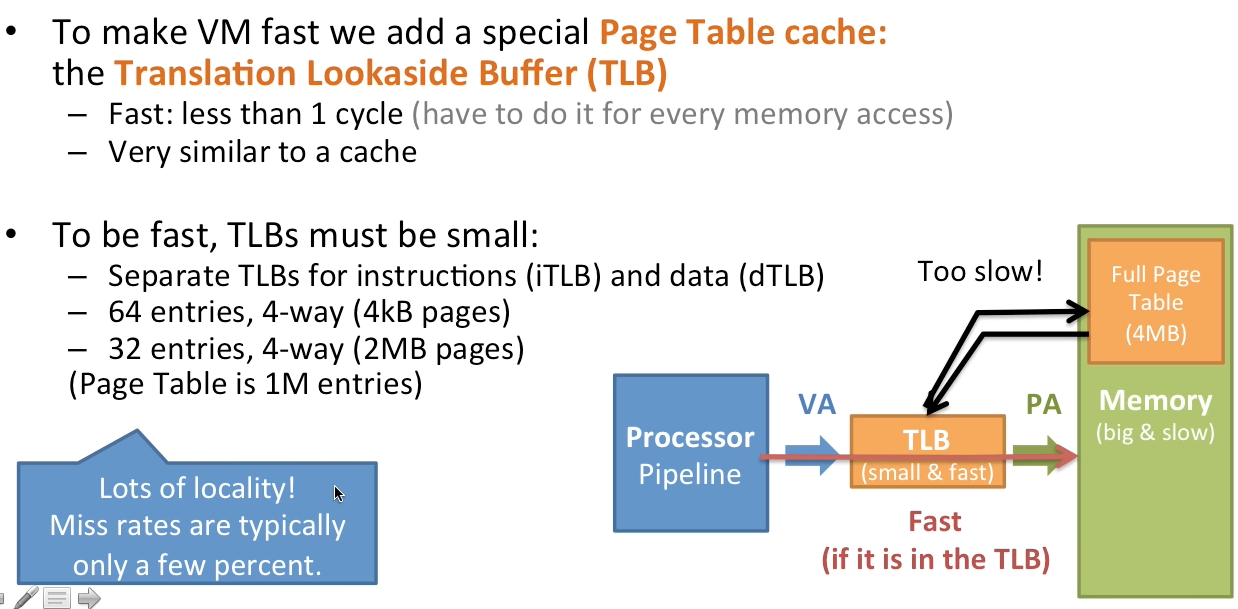 • To make VM fast we add a special Page Table cache:
the Translation Lookaside Buffer (TLB)
– Fast: less than 1 cycle (have to do it for every memory access)
– Very similar to a cache
• To be fast, TLBs must be small:
– Separate TLBs for instructions (iTLB) and data (dTLB)
– 64 entries, 4-way (4kB pages)
– 32 entries, 4-way (2MB pages)
(Page Table is 1M entries)
Lots of locality!
Miss rates are typically
only a few percent.
Too slow!
Full Page
Table
(4MB)
Processor
Pipeline
VA
TLB
(small & fast)
PA
Memory
(big & slow)
Fast
(if it is in the TLB)